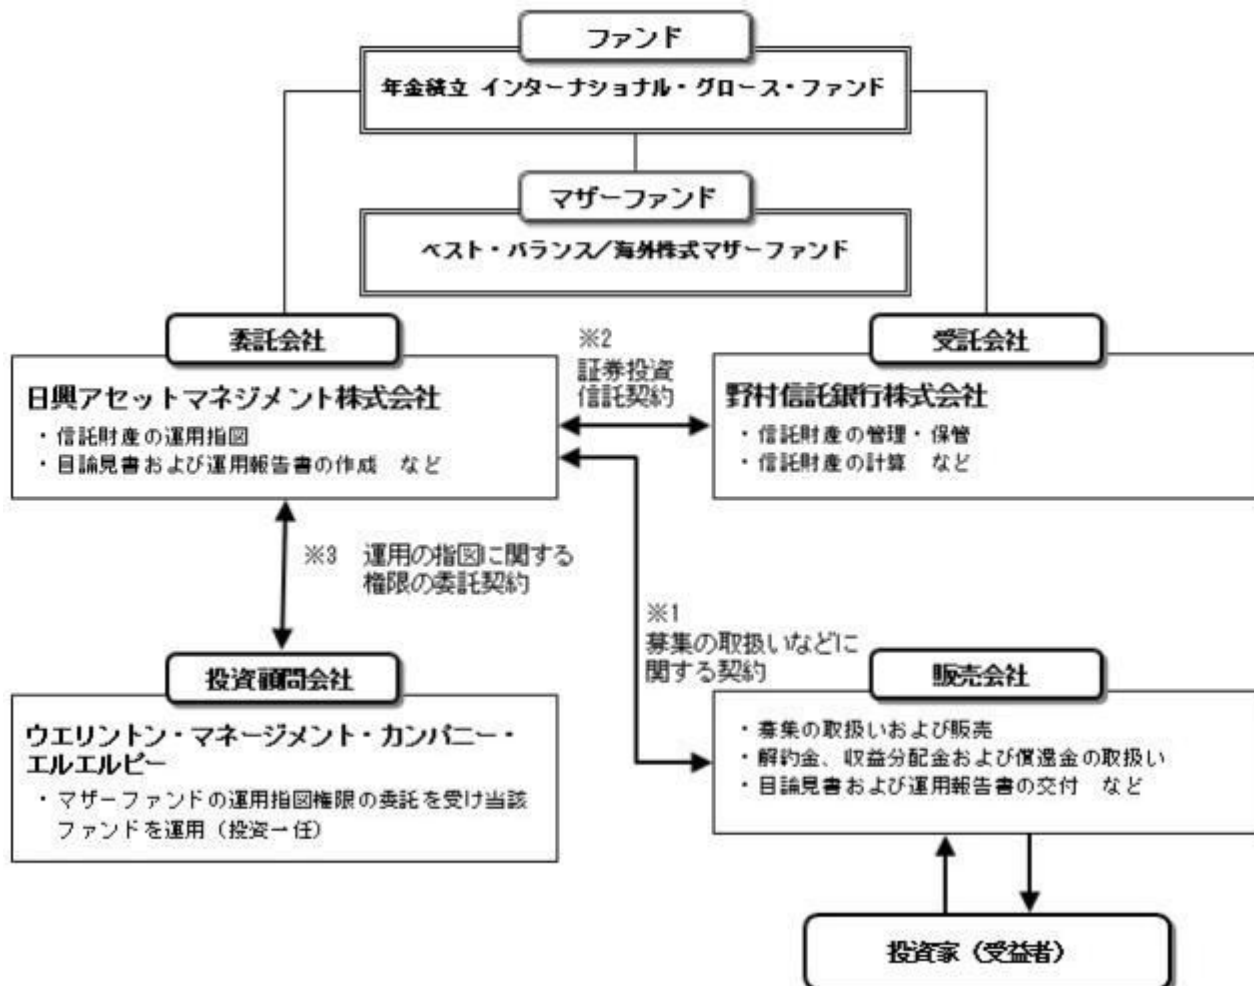 ファンド
年金積立 インターナショナル・グロース・ファンド
マザーファンド
ベスト・バランス／海外株式マザーファンド
委託会社
日興アセットマネジメント株式会社
・信託財産の運用指図
・目論見書および運用報告書の作成 など
※2
証券投資
信託契約
受託会社
野村信託銀行株式会社
・信託財産の管理・保管
・信託財産の計算 など
※3 運用の指図に関する
権限の委託契約
※1
募集の取扱いなどに
関する契約
投資顧問会社
ウエリントン・マネージメント・カンパニー・
エルエルピー
・マザーファンドの運用指図権限の委託を受け当該
ファンドを運用（投資一任）
販売会社
・募集の取扱いおよび販売
・解約金、収益分配金および償還金の取扱い
・目論見書および運用報告書の交付 など
投資家（受益者）